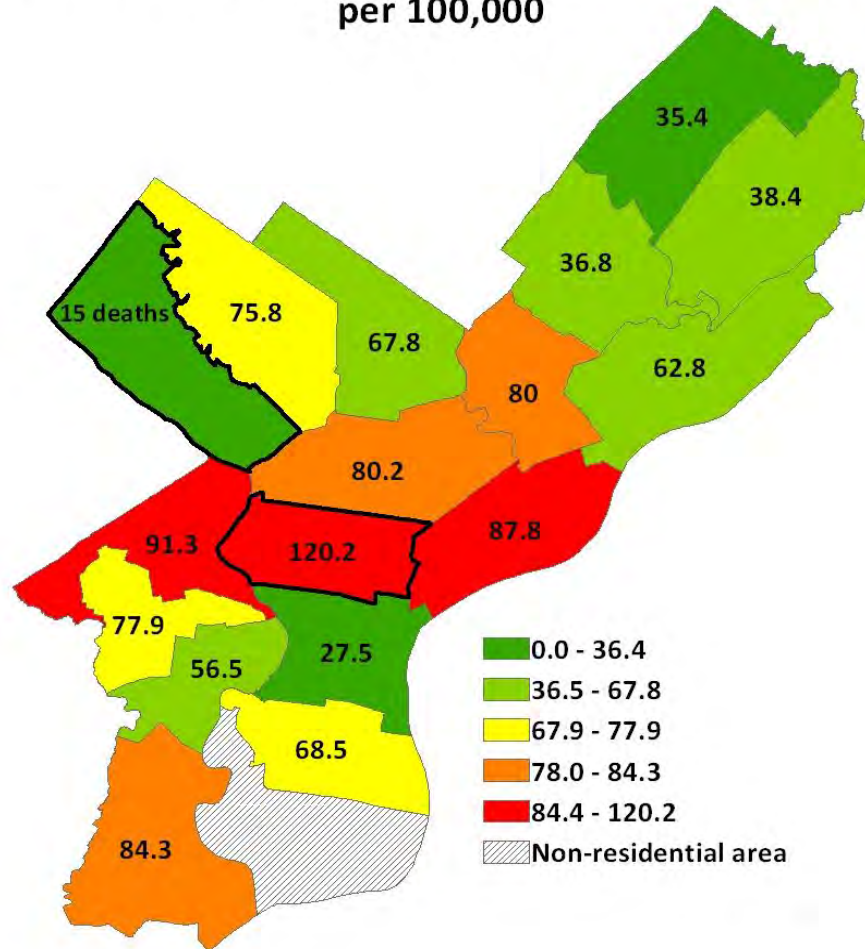 per 100,000
35.4
38.4
36.8
15 deaths
75.8
67.8
62.8
80
80.2
87.8
91.3
120.2
77.9
27.5
56.5
68.5
84.3
0.0 - 36.4
36.5 - 67.8
67.9 - 77.9
78.0 - 84.3
84.4 - 120.2
Non-residential area